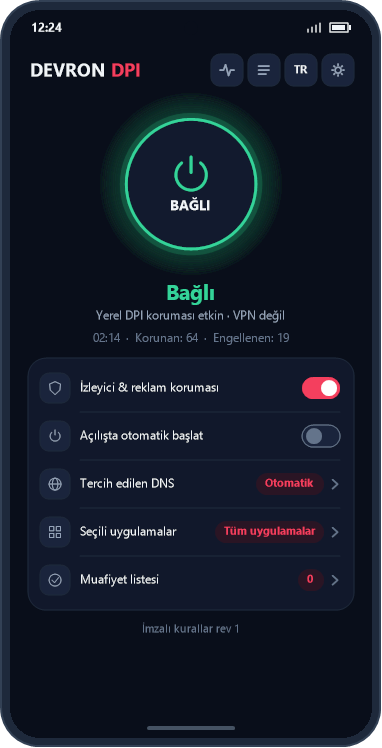 12:24
DEVRON DPI
TR
BAĞLI
Bağlı
Yerel DPI koruması etkin · VPN değil
02:14 · Korunan: 64 · Engellenen: 19
İzleyici & reklam koruması
Açılışta otomatik başlat
Tercih edilen DNS Otomatik
Seçili uygulamalar Tüm uygulamalar
Muafiyet listesi 0
İmzalı kurallar rev 1